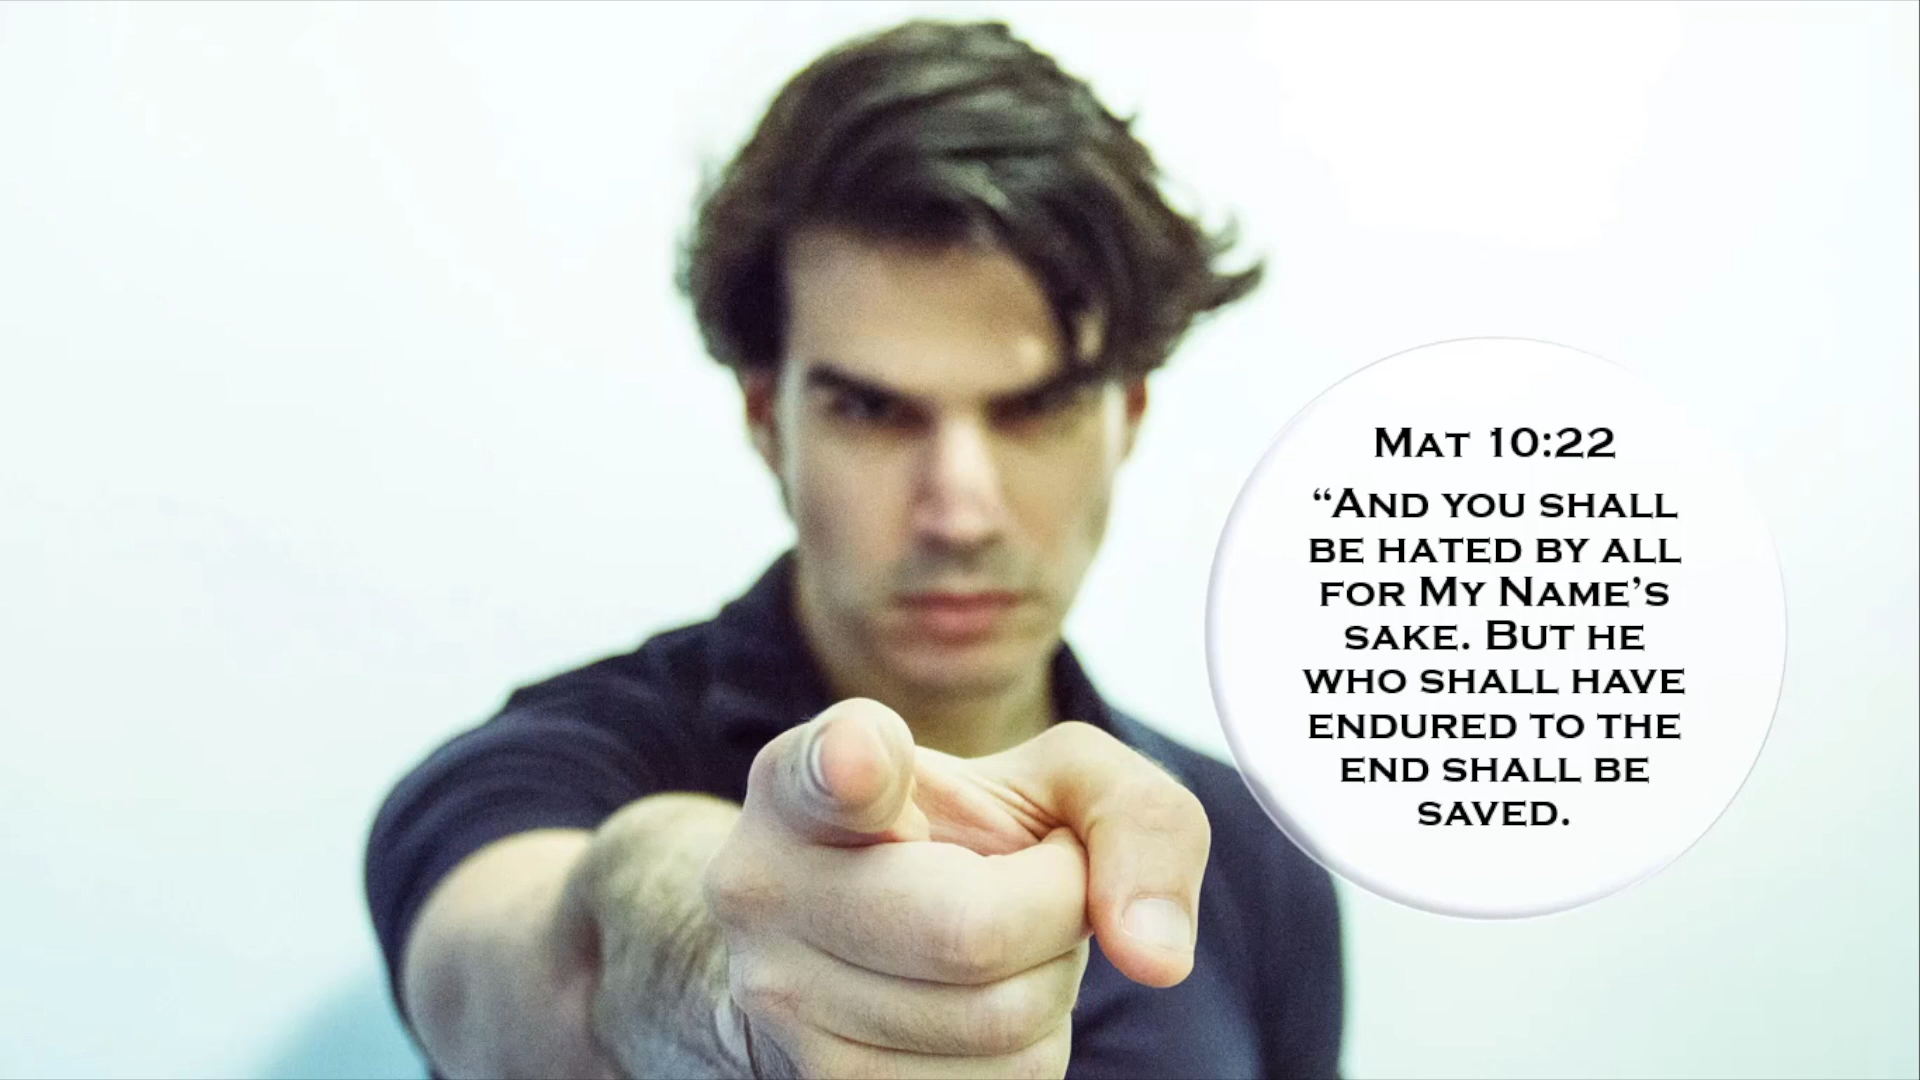 Mat 10:22
“And you shall
be hated by all
for My Name’s
sake. But he
who shall have
endured to the
end shall be
saved.